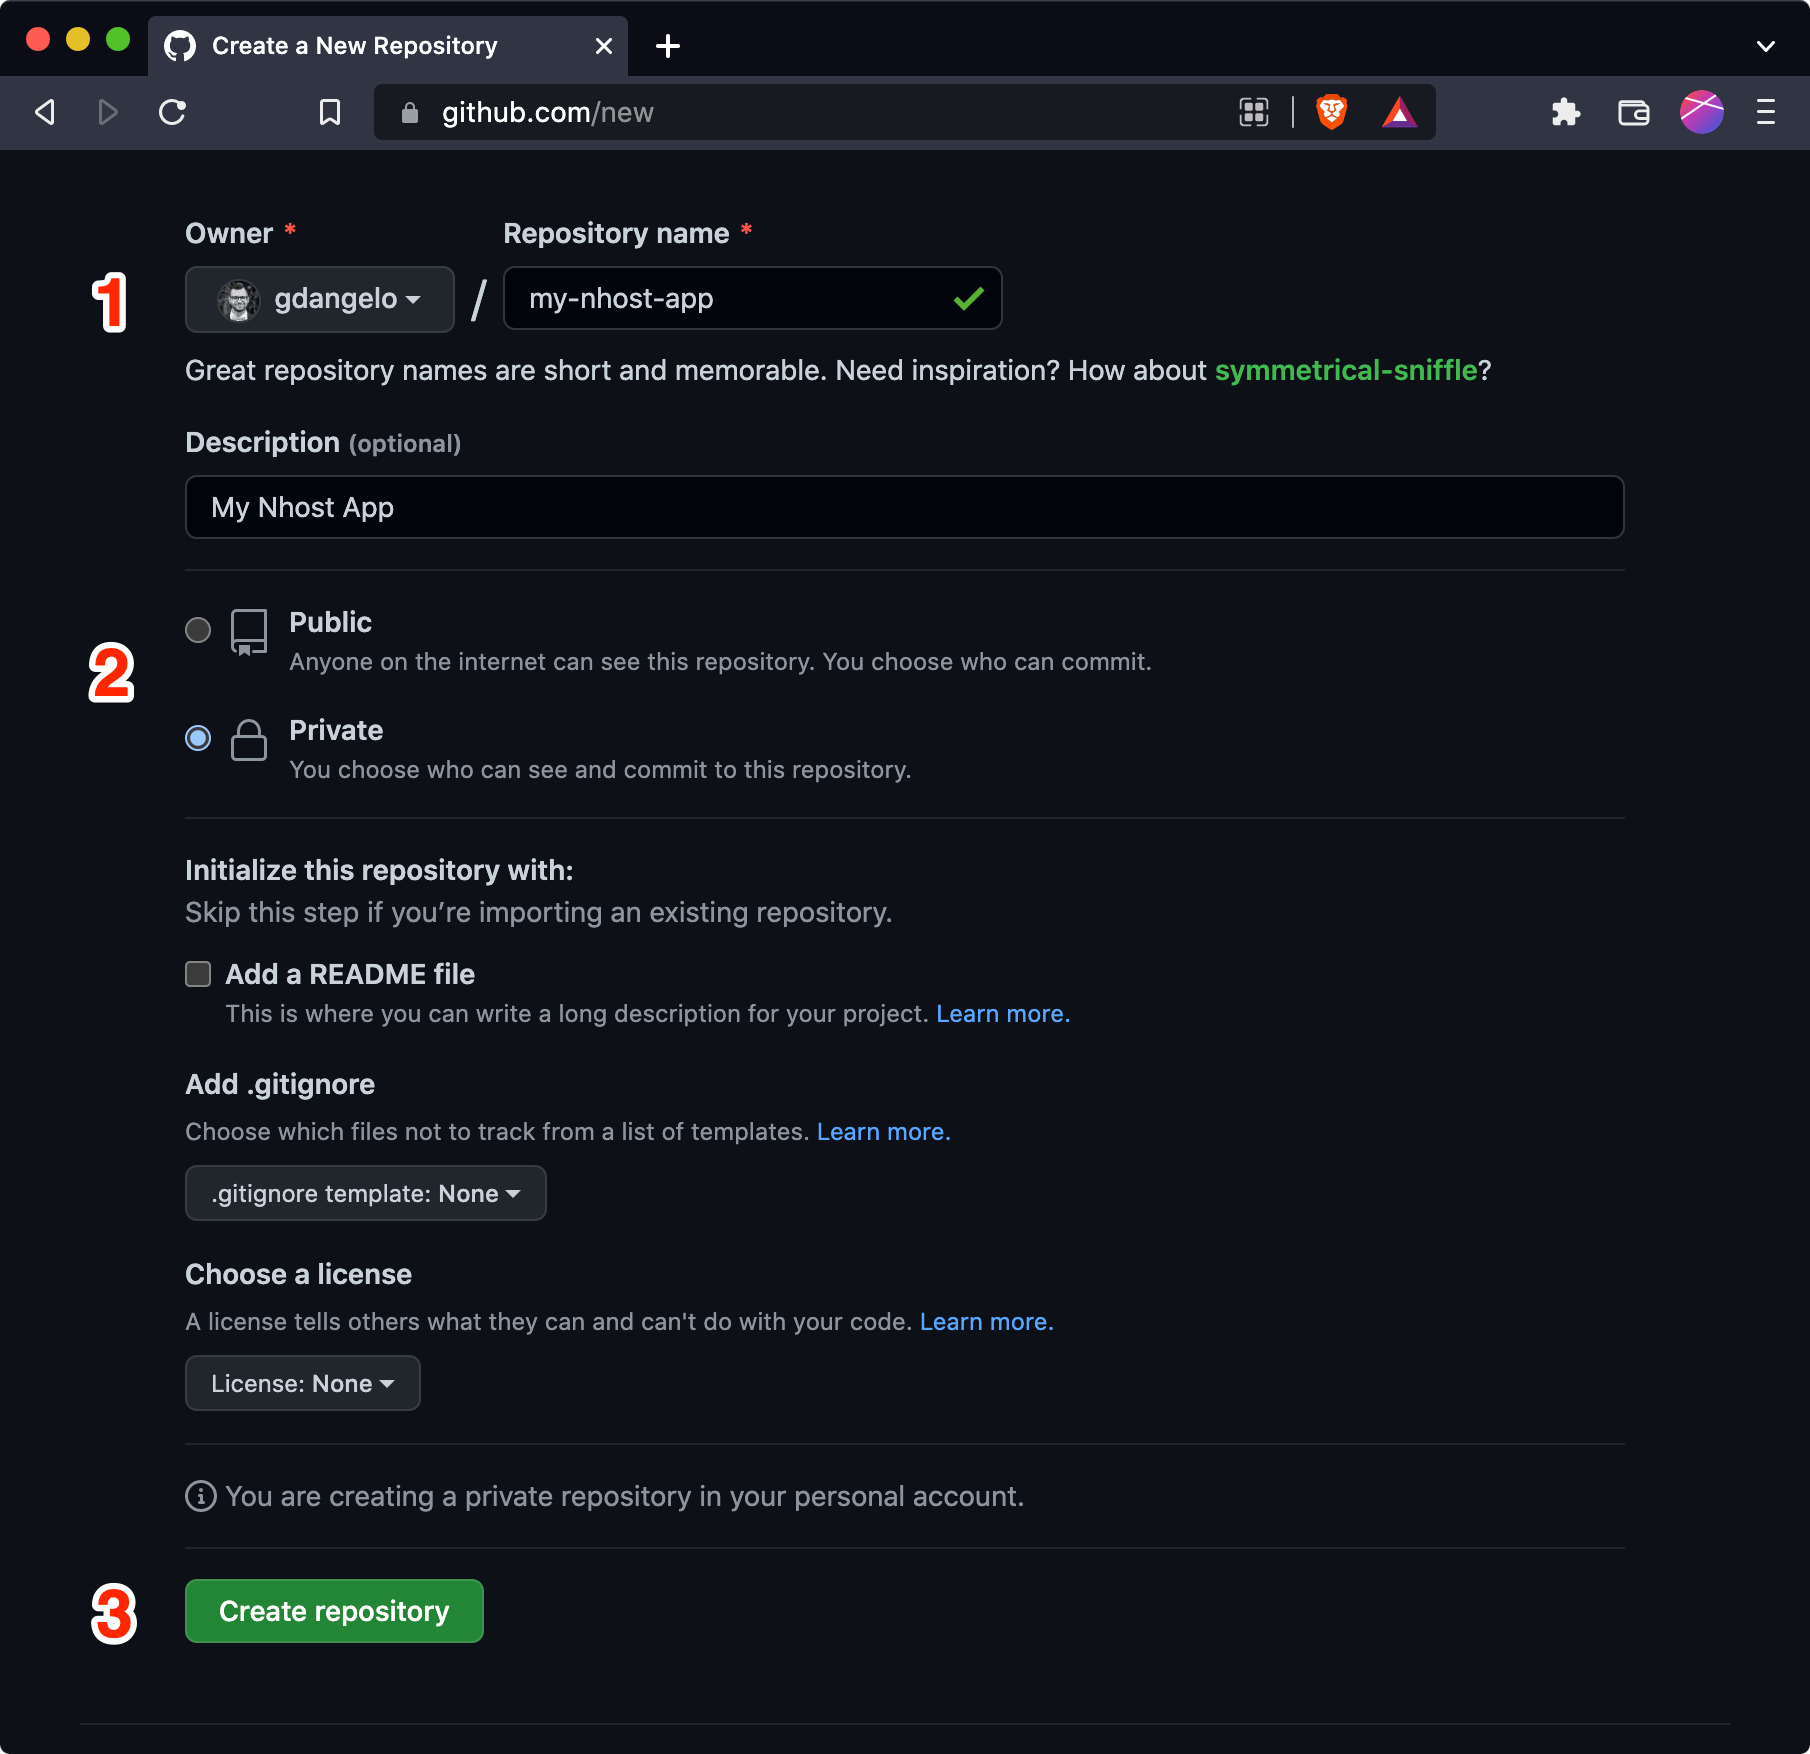 Create a New Repository
github.com/new
Owner * Repository name *
1 gdangelo / my-nhost-app
Great repository names are short and memorable. Need inspiration? How about symmetrical-sniffle?
Description (optional)
My Nhost App
Public
Anyone on the internet can see this repository. You choose who can commit.
2
Private
You choose who can see and commit to this repository.
Initialize this repository with:
Skip this step if you’re importing an existing repository.
Add a README file
This is where you can write a long description for your project. Learn more.
Add .gitignore
Choose which files not to track from a list of templates. Learn more.
.gitignore template: None
Choose a license
A license tells others what they can and can't do with your code. Learn more.
License: None
You are creating a private repository in your personal account.
3 Create repository